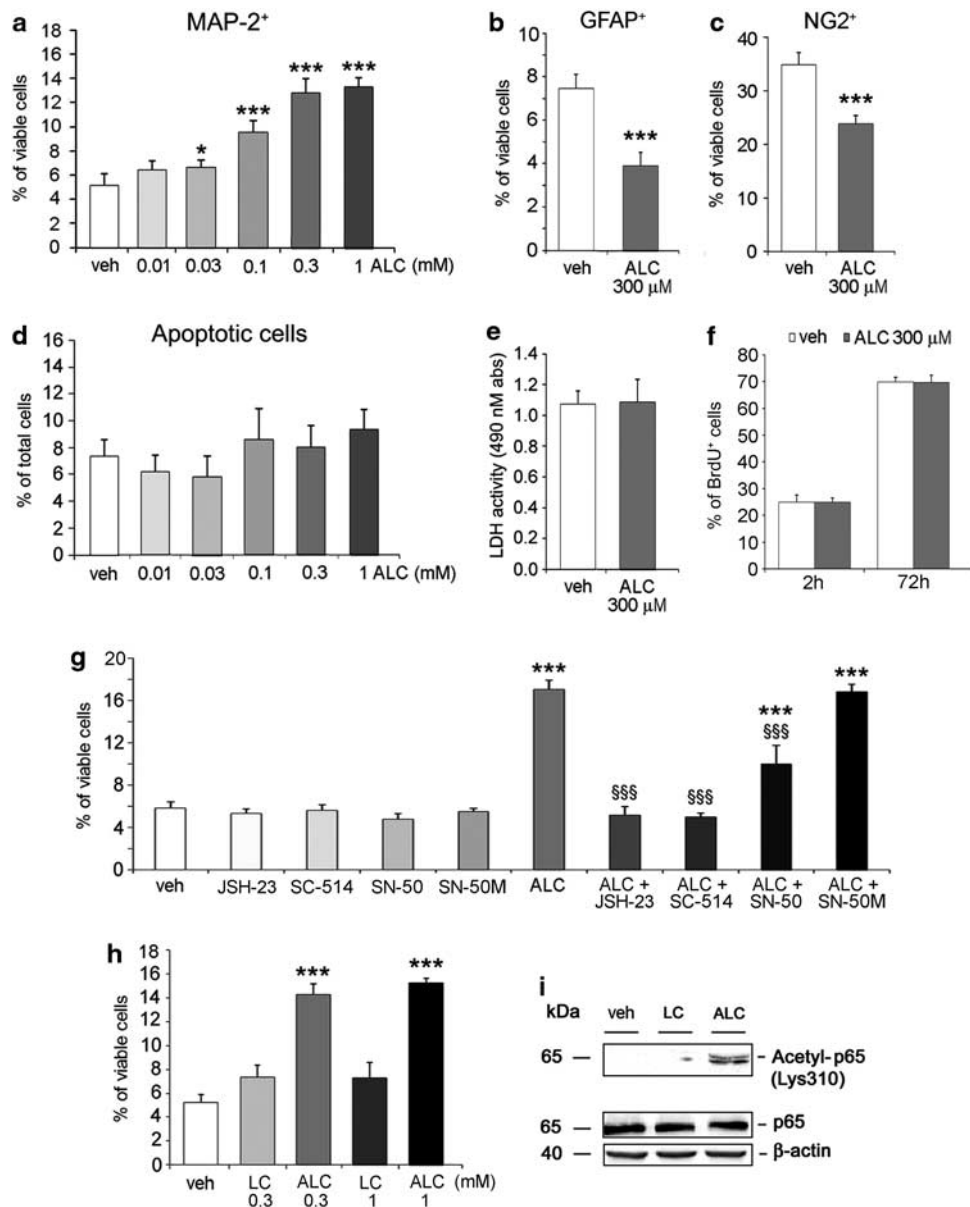 a
MAP-2+
% of viable cells
16
14
12
10
8
6
4
2
0
*
***
***
***
veh 0.01 0.03 0.1 0.3 1 ALC (mM)
b
GFAP+
% of viable cells
10
8
6
4
2
0
***
veh ALC
300 µM
c
NG2+
% of viable cells
40
30
20
10
0
***
veh ALC
300 µM
d
Apoptotic cells
% of total cells
16
14
12
10
8
6
4
2
0
veh 0.01 0.03 0.1 0.3 1 ALC (mM)
e
LDH activity (490 nM abs)
1.4
1.2
1.0
0.8
0.6
0.4
0.2
0.0
veh ALC
300 µM
f
veh ALC 300 µM
% of BrdU+ cells
80
70
60
50
40
30
20
10
0
2h 72h
g
% of viable cells
20
16
12
8
4
0
***
§§§
§§§
***
§§§
***
veh JSH-23 SC-514 SN-50 SN-50M ALC ALC + ALC + ALC + ALC +
JSH-23 SC-514 SN-50 SN-50M
h
% of viable cells
18
16
14
12
10
8
6
4
2
0
***
***
veh LC ALC LC ALC (mM)
0.3 0.3 1 1
i
kDa veh LC ALC
65 — – Acetyl-p65
(Lys310)
65 — – p65
40 — – β-actin